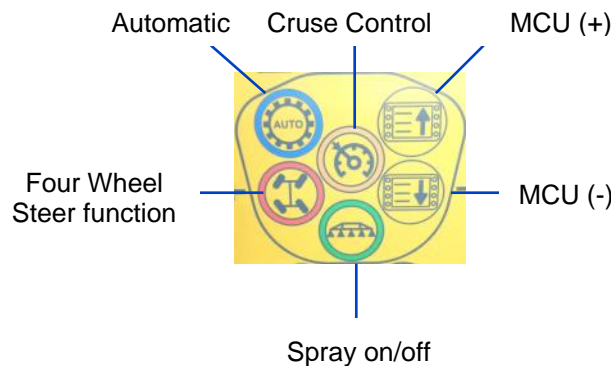 Automatic
Cruse Control
MCU (+)
AUTO
Four Wheel
Steer function
MCU (-)
Spray on/off